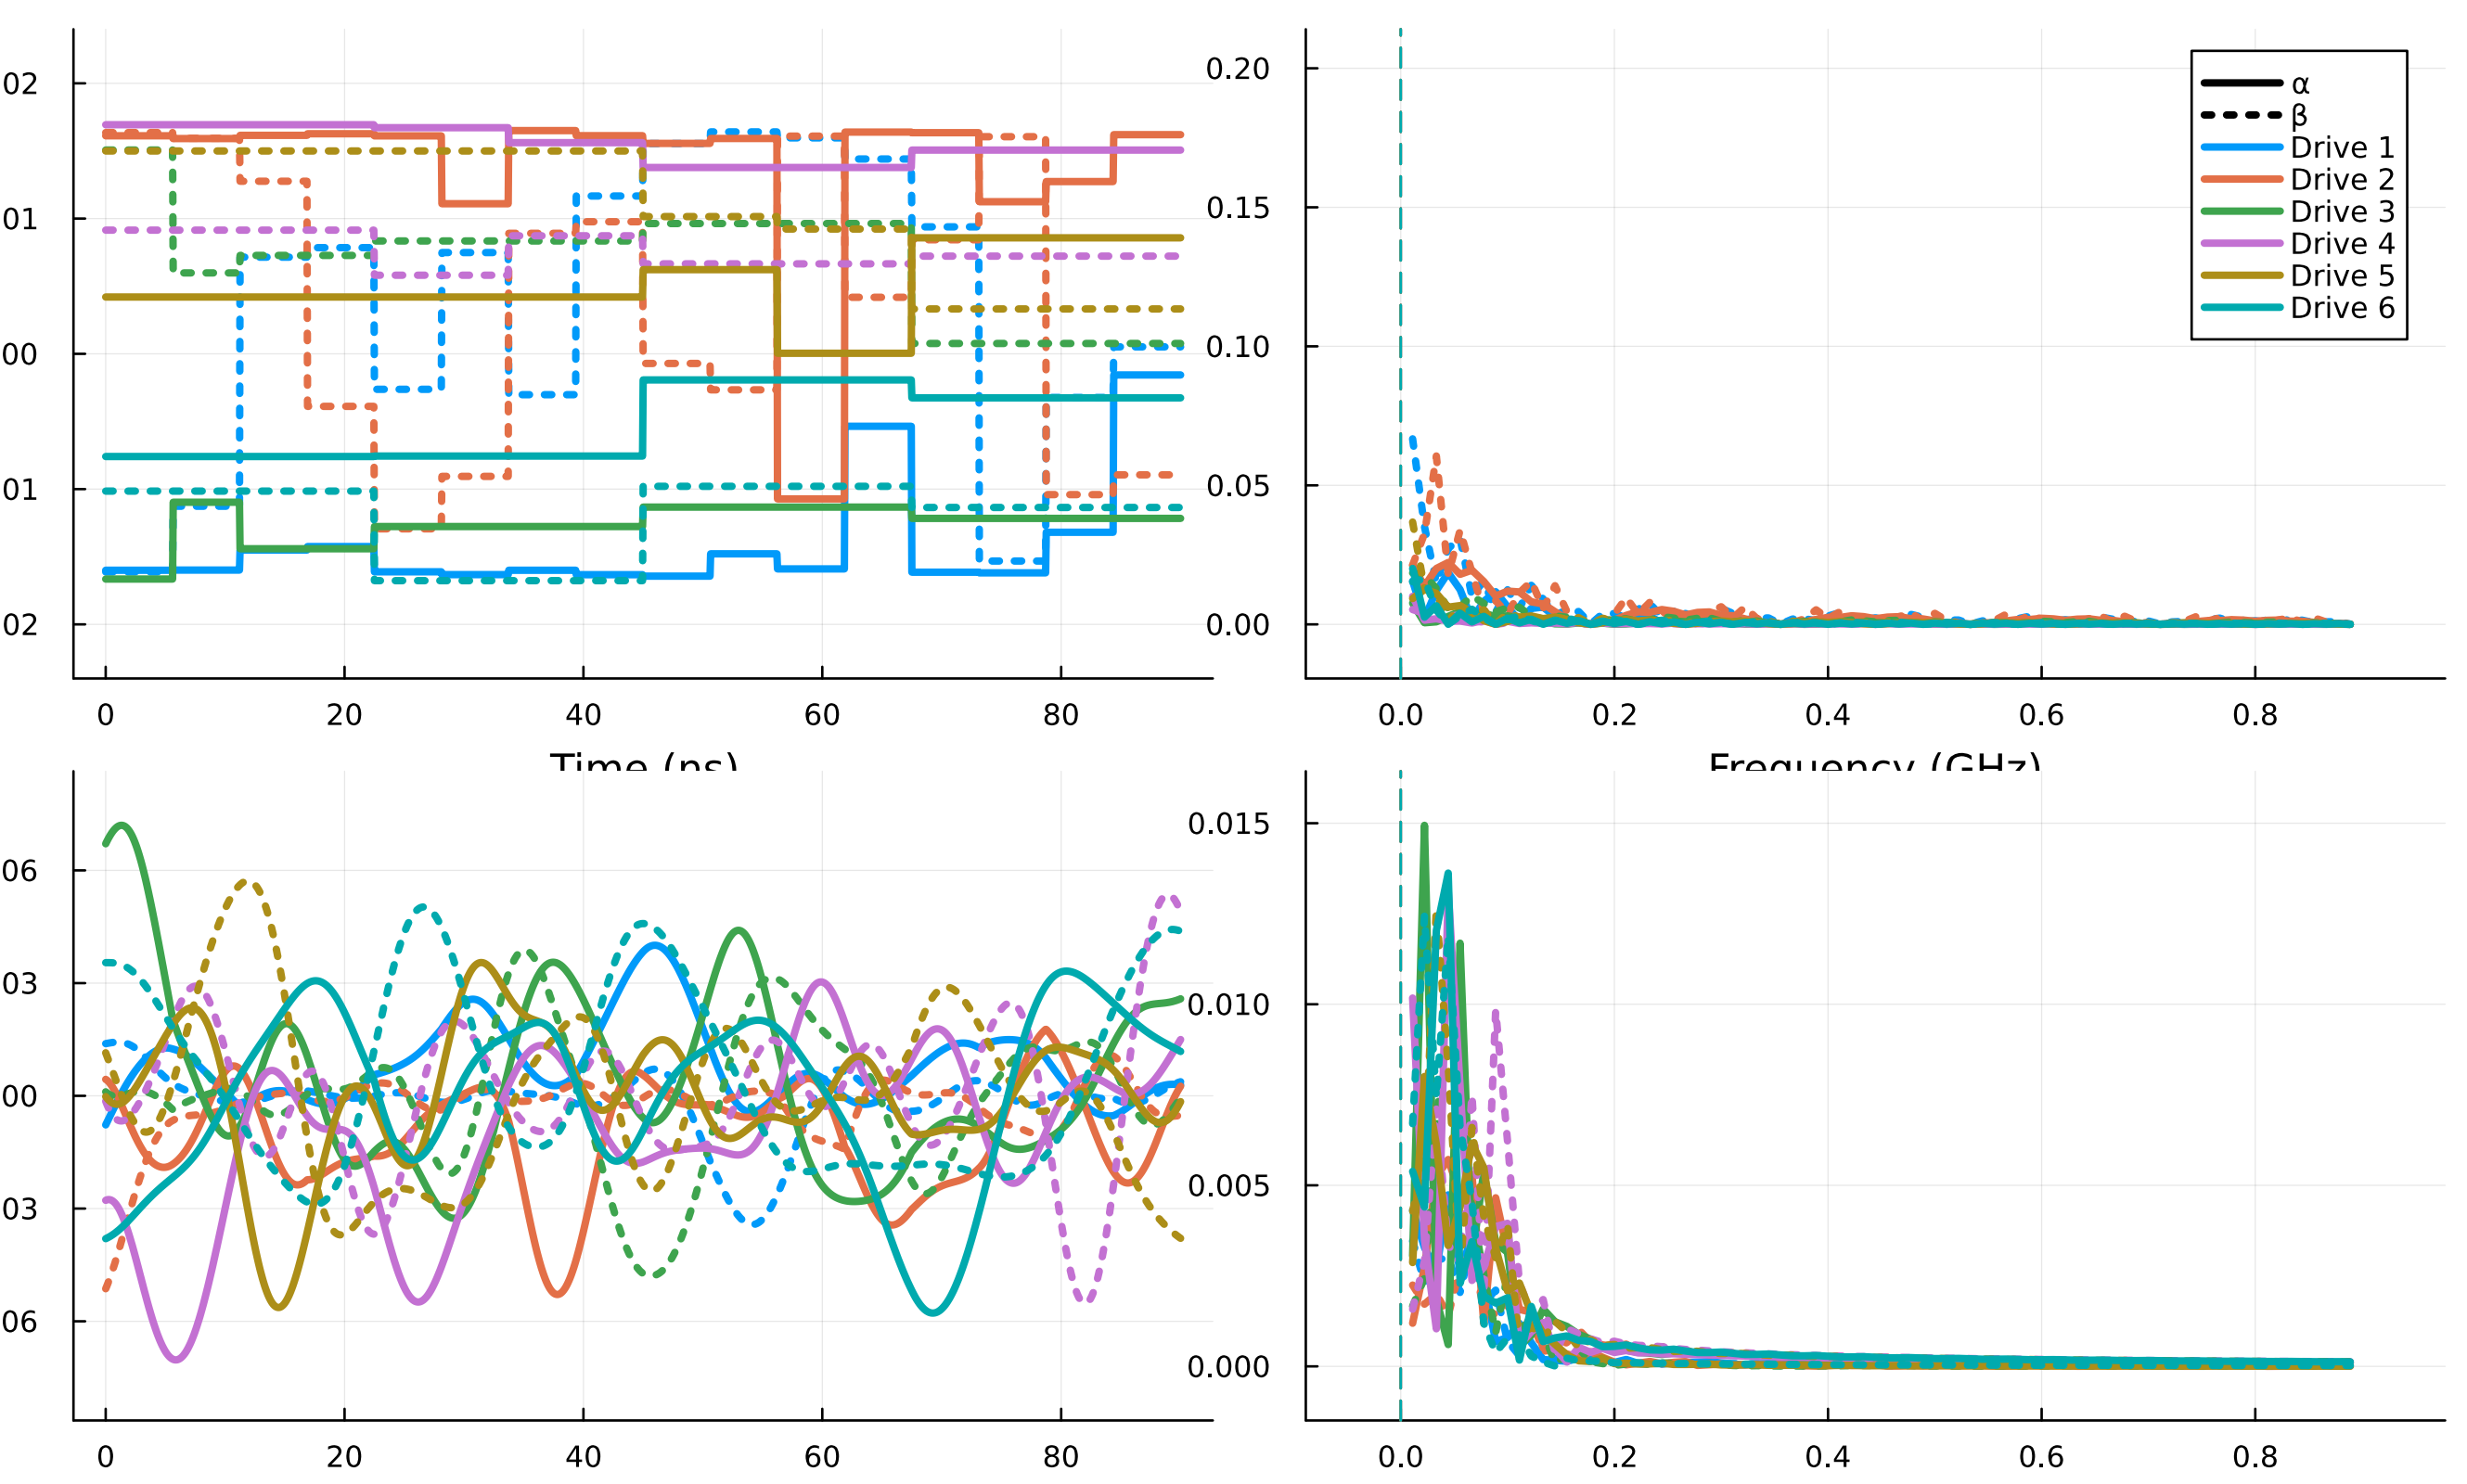 02
01
00
01
02
0 20 40 60 80
Time (ns)
0.20
0.15
0.10
0.05
0.00
0.0 0.2 0.4 0.6 0.8
Frequency (GHz)
α
β
Drive 1
Drive 2
Drive 3
Drive 4
Drive 5
Drive 6
06
03
00
03
06
0 20 40 60 80
0.015
0.010
0.005
0.000
0.0 0.2 0.4 0.6 0.8